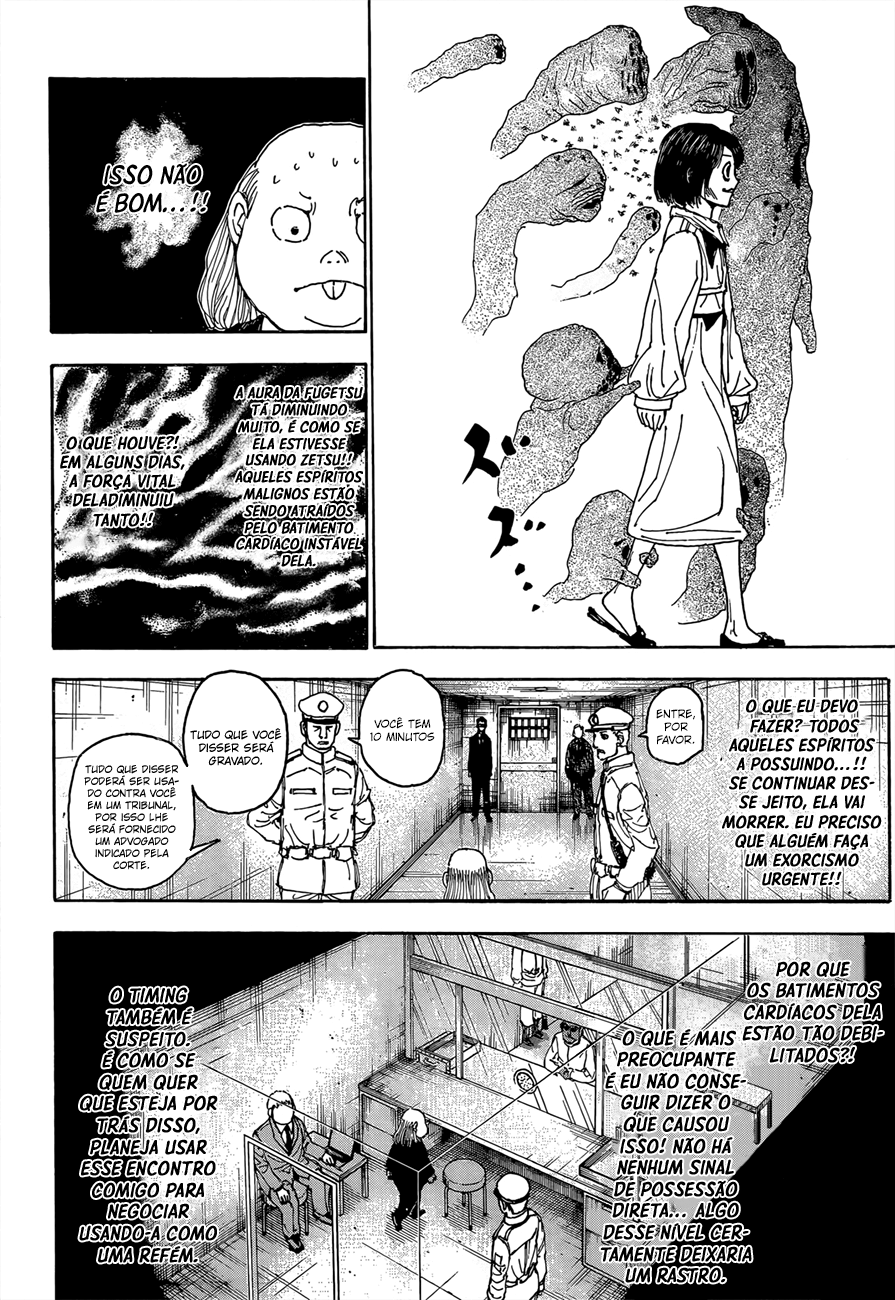 ズ…
ズ…
ISSO NÃO
É BOM...!!
A AURA DA FUGETSU
TÁ DIMINUINDO
MUITO, É COMO SE
ELA ESTIVESSE
USANDO ZETSU!!
AQUELES ESPÍRITOS
MALIGNOS ESTÃO
SENDO ATRAÍDOS
PELO BATIMENTO
CARDÍACO INSTÁVEL
DELA.
O QUE HOUVE?!
EM ALGUNS DIAS,
A FORÇA VITAL
DELADIMINUIU
TANTO!!
O QUE EU DEVO
FAZER? TODOS
AQUELES ESPÍRITOS
A POSSUINDO...!!
SE CONTINUAR DES-
SE JEITO, ELA VAI
MORRER. EU PRECISO
QUE ALGUÉM FAÇA
UM EXORCISMO
URGENTE!!
ENTRE,
POR
FAVOR.
VOCÊ TEM
10 MINUTOS
TUDO QUE VOCÊ
DISSER SERÁ
GRAVADO.
TUDO QUE DISSER
PODERÁ SER USA-
DO CONTRA VOCÊ
EM UM TRIBUNAL,
POR ISSO LHE
SERÁ FORNECIDO
UM ADVOGADO
INDICADO PELA
CORTE.
POR QUE
OS BATIMENTOS
CARDÍACOS DELA
ESTÃO TÃO DEBI-
LITADOS?!
O QUE É MAIS
PREOCUPANTE
É EU NÃO CONSE-
GUIR DIZER O
QUE CAUSOU
ISSO! NÃO HÁ
NENHUM SINAL
DE POSSESSÃO
DIRÉTA... ALGO
DESSE NÍVEL CER-
TAMENTE DEIXARIA
UM RASTRO.
O TIMING
TAMBÉM É
SUSPEITO.
É COMO SE
QUEM QUER
QUE ESTEJA POR
TRÁS DISSO,
PLANEJA USAR
ESSE ENCONTRO
COMIGO PARA
NEGOCIAR
USANDO-A COMO
UMA REFÉM.